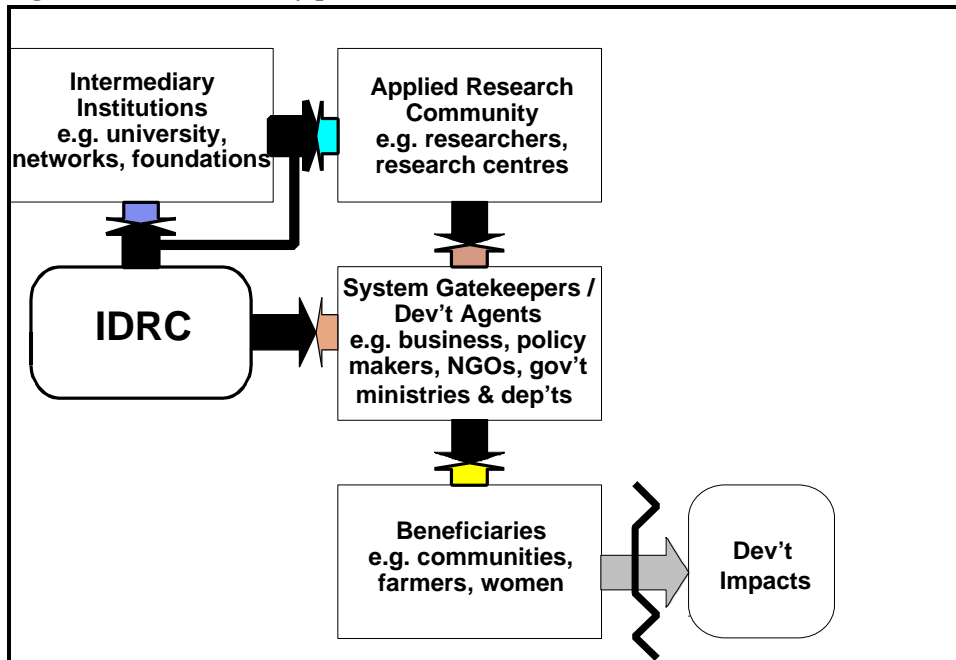 Intermediary
Institutions
e.g. university,
networks, foundations
Applied Research
Community
e.g. researchers,
research centres
IDRC
System Gatekeepers /
Dev't Agents
e.g. business, policy
makers, NGOs, gov't
ministries & dep'ts
Beneficiaries
e.g. communities,
farmers, women
Dev't
Impacts